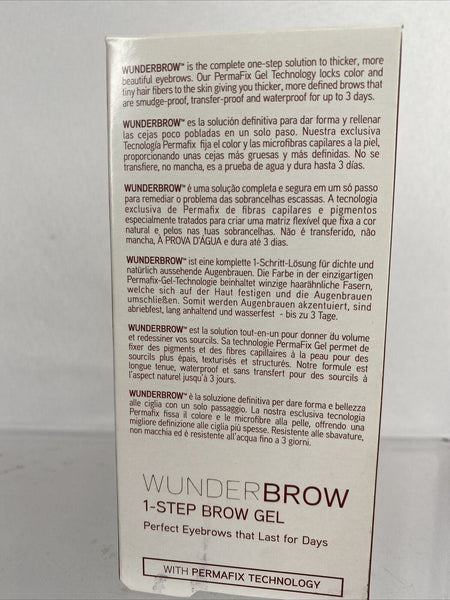 WUNDERBROW™ is the complete one-step solution to thicker, more
beautiful eyebrows. Our PermaFix Gel Technology locks color and
tiny hair fibers to the skin giving you thicker, more defined brows that
are smudge-proof, transfer-proof and waterproof for up to 3 days.
WUNDERBROW™ es la solución definitiva para dar forma y rellenar
las cejas poco pobladas en un solo paso. Nuestra exclusiva
Tecnología Permafix fija el color y las microfibras capilares a la piel,
proporcionando unas cejas más gruesas y más definidas. No se
transfiere, no mancha, es a prueba de agua y dura hasta 3 días.
WUNDERBROW™ é uma solução completa e segura em um só passo
para remediar o problema das sobrancelhas escassas. A tecnologia
exclusiva de Permafix de fibras capilares e pigmentos
especialmente tratados para criar uma matriz flexível que fixa a cor
natural e pelos nas tuas sobrancelhas. Não é transferido, não
mancha, A PROVA D'ÁGUA e dura até 3 dias.
WUNDERBROW™ ist eine komplette 1-Schritt-Lösung für dichte und
natürlich aussehende Augenbrauen. Die Farbe in der einzigartigen
Permafix-Gel-Technologie beinhaltet winzige haarähnliche Fasern,
welche sich auf der Haut festigen und die Augenbrauen
umschließen. Somit werden Augenbrauen akzentuiert, sind
abriebfest, lang anhaltend und wasserfest - bis zu 3 Tage.
WUNDERBROW™ est la solution tout-en-un pour donner du volume
et redessiner vos sourcils. Sa technologie PermaFix Gel permet de
fixer des pigments et des fibres capillaires à la peau pour des
sourcils plus épais, texturisés et structurés. Notre formule est
longue tenue, waterproof et sans transfert pour des sourcils à
l'aspect naturel jusqu'à 3 jours.
WUNDERBROW™ è la soluzione definitiva per dare forma e bellezza
alle ciglia con un solo passaggio. La nostra esclusiva tecnologia
Permafix fissa il colore e le microfibre alla pelle, offrendo una
migliore definizione alle ciglia più spesse. Resistente alle sbavature,
non macchia ed è resistente all'acqua fino a 3 giorni.
WUNDERBROW
1-STEP BROW GEL
Perfect Eyebrows that Last for Days
WITH PERMAFIX TECHNOLOGY